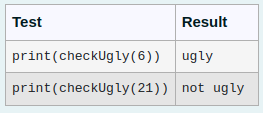 Test Result
print(checkUgly(6)) ugly
print(checkUgly(21)) not ugly